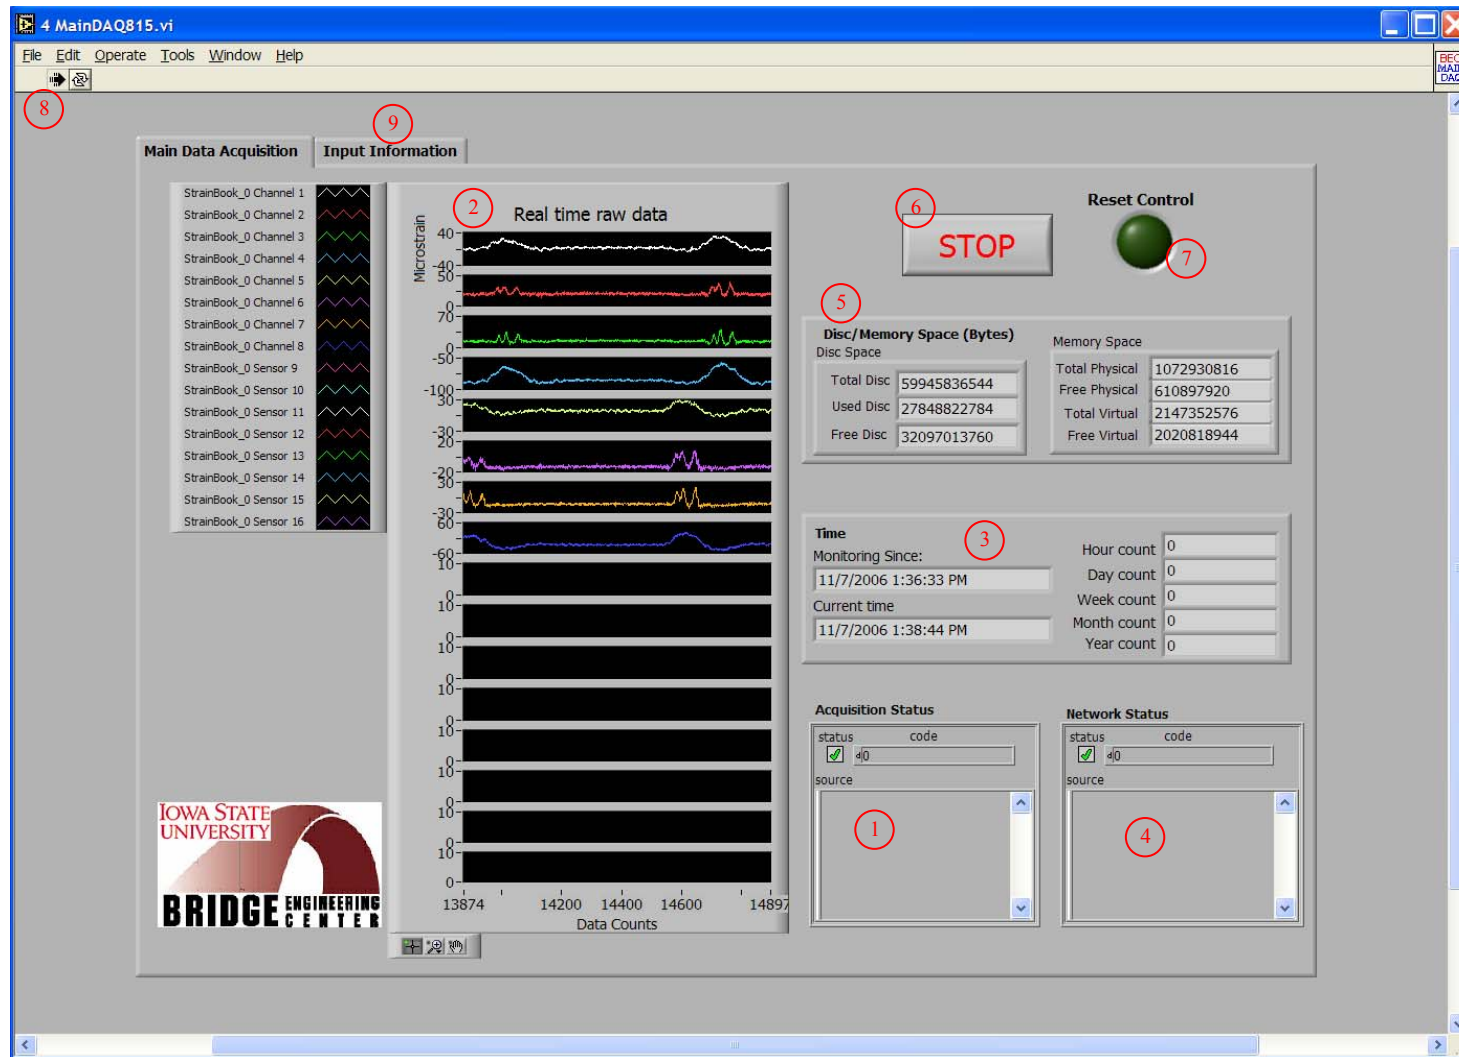 4 MainDAQ815.vi
File Edit Operate Tools Window Help
BEC
MAIN
DAQ
8
9
Main Data Acquisition
Input Information
StrainBook_0 Channel 1
StrainBook_0 Channel 2
StrainBook_0 Channel 3
StrainBook_0 Channel 4
StrainBook_0 Channel 5
StrainBook_0 Channel 6
StrainBook_0 Channel 7
StrainBook_0 Channel 8
StrainBook_0 Sensor 9
StrainBook_0 Sensor 10
StrainBook_0 Sensor 11
StrainBook_0 Sensor 12
StrainBook_0 Sensor 13
StrainBook_0 Sensor 14
StrainBook_0 Sensor 15
StrainBook_0 Sensor 16
IOWA STATE
UNIVERSITY
BRIDGE ENGINEERING
CENTER
2
Real time raw data
Microstrain
40
-40
50
0
70
0
-50
-100
30
-30
20
-20
30
-30
60
-60
10
0
10
0
10
0
10
0
10
0
10
0
10
0
10
0
13874 14200 14400 14600 14897
Data Counts
6
STOP
Reset Control
7
5
Disc/Memory Space (Bytes)
Disc Space
Total Disc 59945836544
Used Disc 27848822784
Free Disc 32097013760
Memory Space
Total Physical 1072930816
Free Physical 610897920
Total Virtual 2147352576
Free Virtual 2020818944
Time
3
Monitoring Since:
11/7/2006 1:36:33 PM
Current time
11/7/2006 1:38:44 PM
Hour count 0
Day count 0
Week count 0
Month count 0
Year count 0
Acquisition Status
status code
d0
source
1
Network Status
status code
d0
source
4